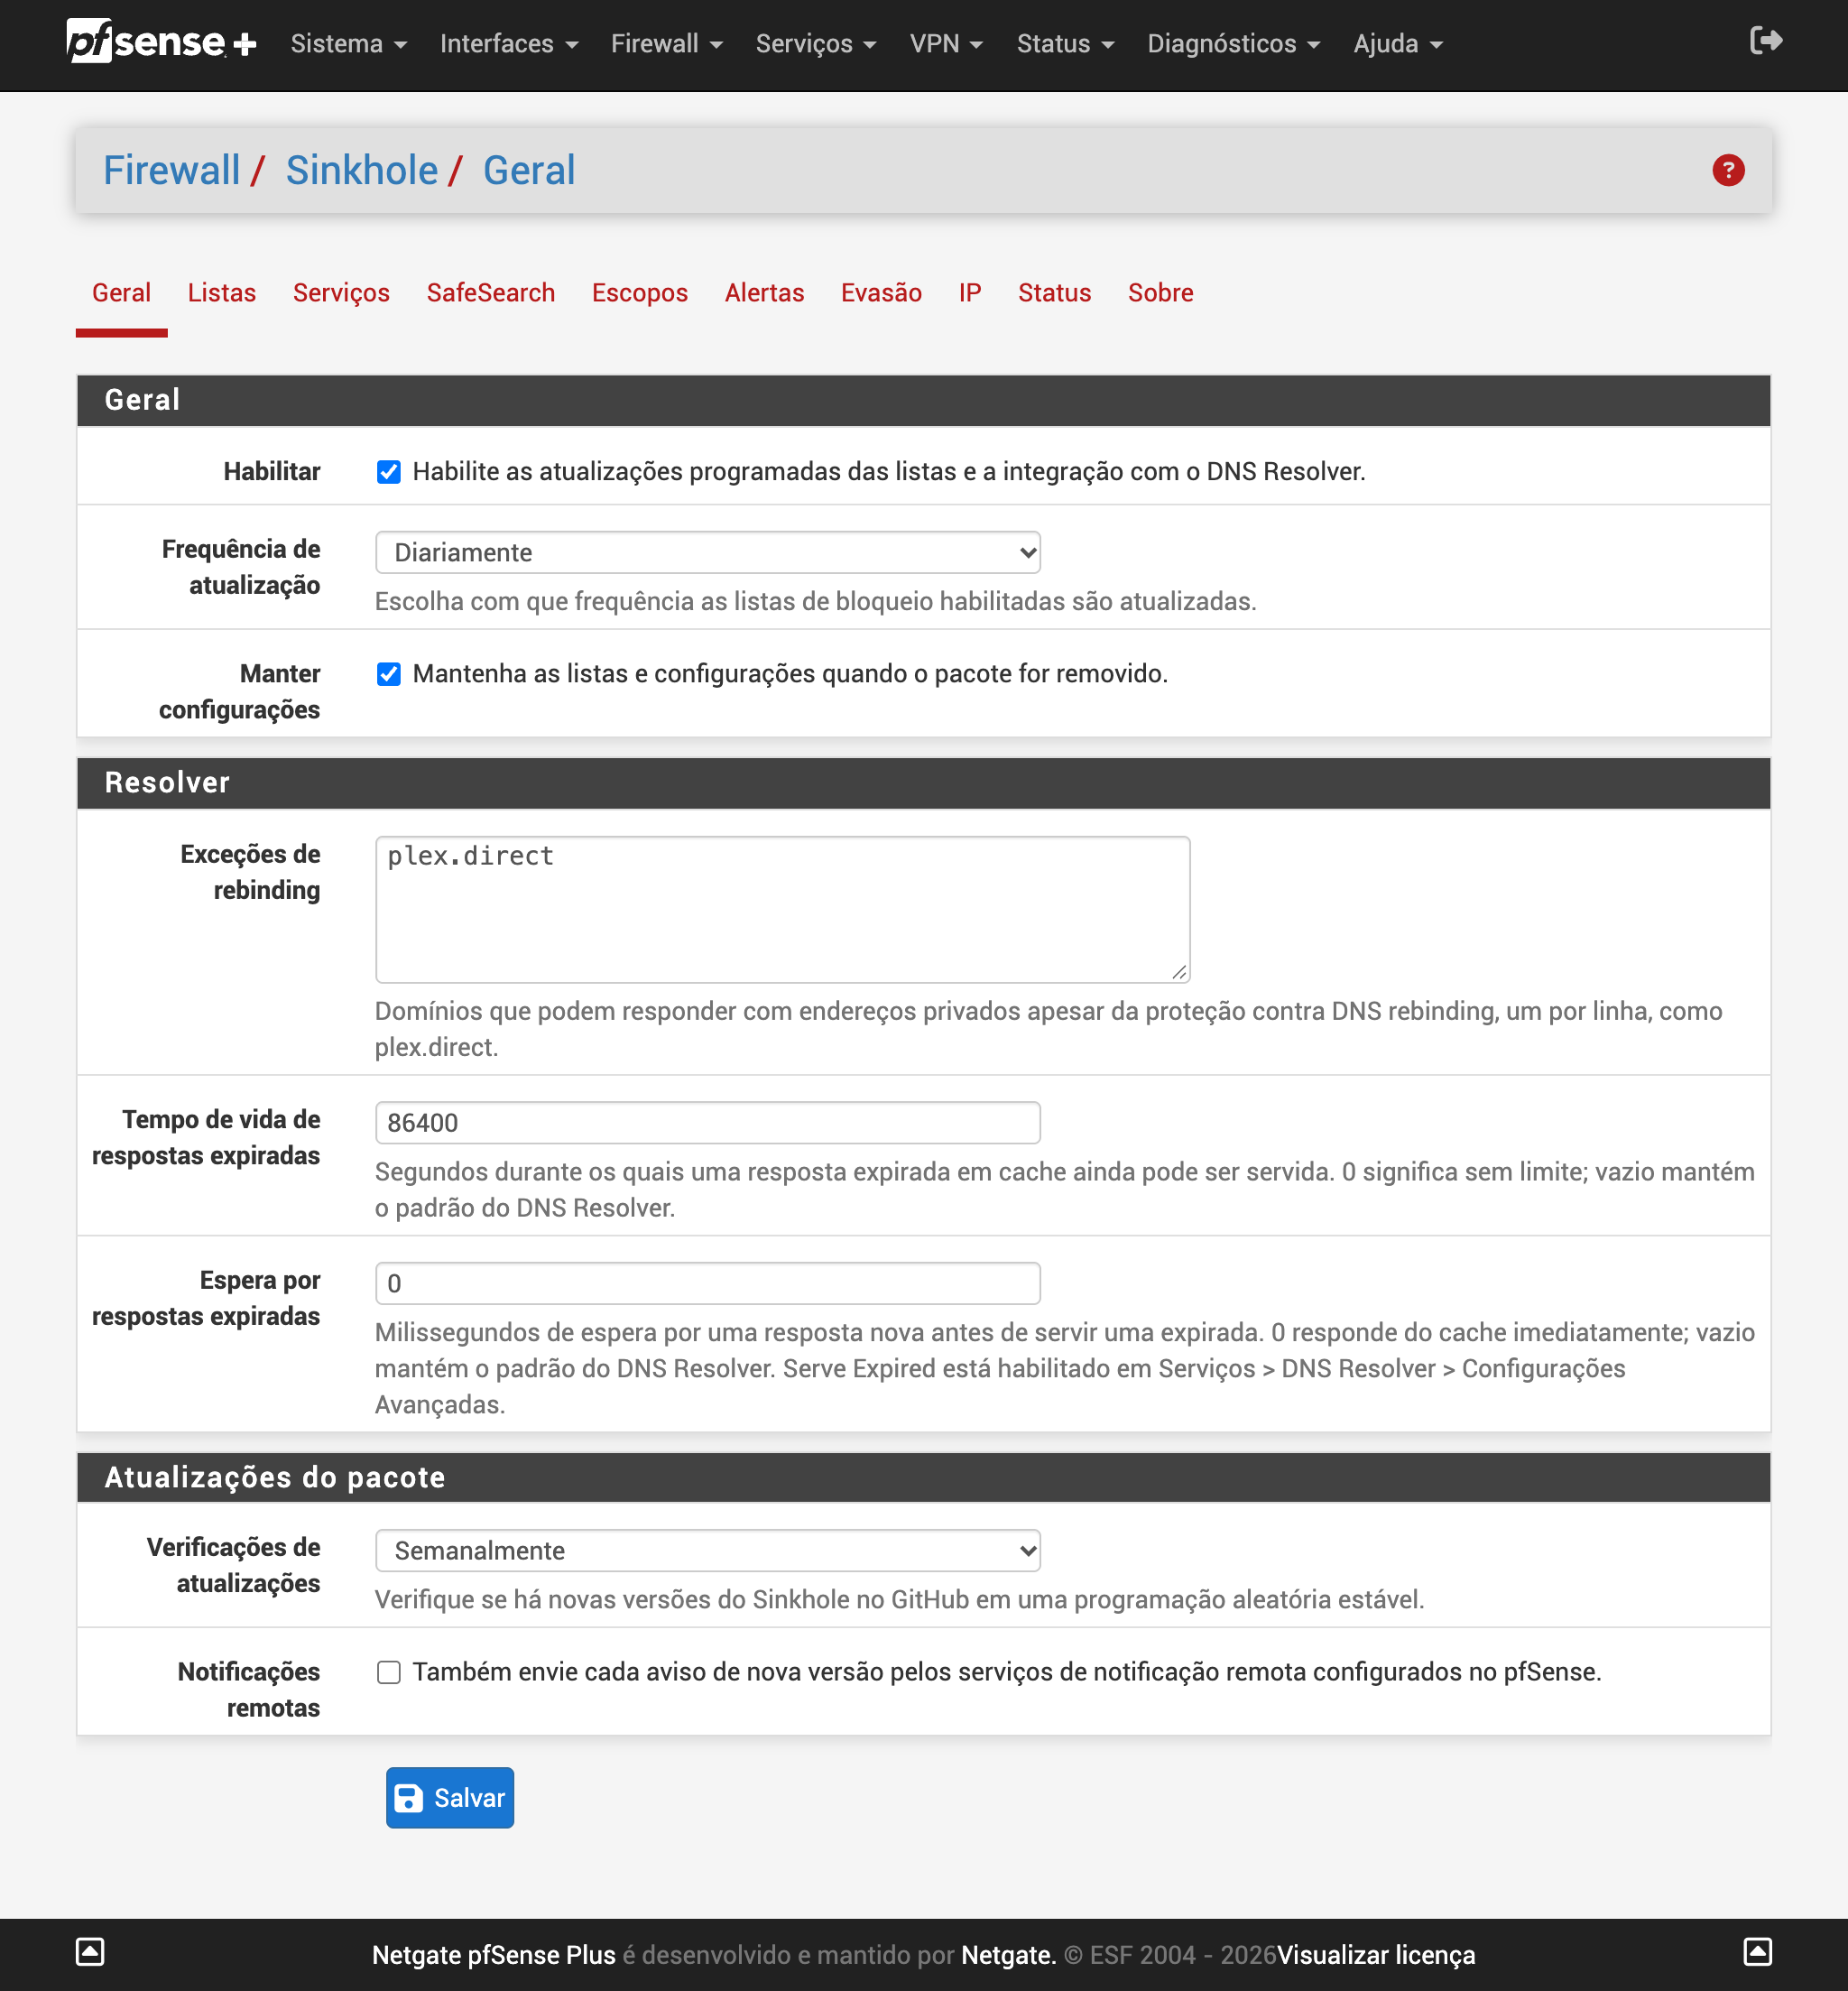 pfsense+ Sistema Interfaces Firewall Serviços VPN Status Diagnósticos Ajuda
Firewall / Sinkhole / Geral
Geral Listas Serviços SafeSearch Escopos Alertas Evasão IP Status Sobre
Geral
Habilitar Habilite as atualizações programadas das listas e a integração com o DNS Resolver.
Frequência de atualização
Diariamente
Escolha com que frequência as listas de bloqueio habilitadas são atualizadas.
Manter configurações
Mantenha as listas e configurações quando o pacote for removido.
Resolver
Exceções de rebinding
plex.direct
Domínios que podem responder com endereços privados apesar da proteção contra DNS rebinding, um por linha, como
plex.direct.
Tempo de vida de
respostas expiradas
86400
Segundos durante os quais uma resposta expirada em cache ainda pode ser servida. 0 significa sem limite; vazio mantém
o padrão do DNS Resolver.
Espera por
respostas expiradas
0
Milissegundos de espera por uma resposta nova antes de servir uma expirada. 0 responde do cache imediatamente; vazio
mantém o padrão do DNS Resolver. Serve Expired está habilitado em Serviços > DNS Resolver > Configurações
Avançadas.
Atualizações do pacote
Verificações de
atualizações
Semanalmente
Verifique se há novas versões do Sinkhole no GitHub em uma programação aleatória estável.
Notificações
remotas
Também envie cada aviso de nova versão pelos serviços de notificação remota configurados no pfSense.
Salvar
Netgate pfSense Plus é desenvolvido e mantido por Netgate. © ESF 2004 - 2026Visualizar licença